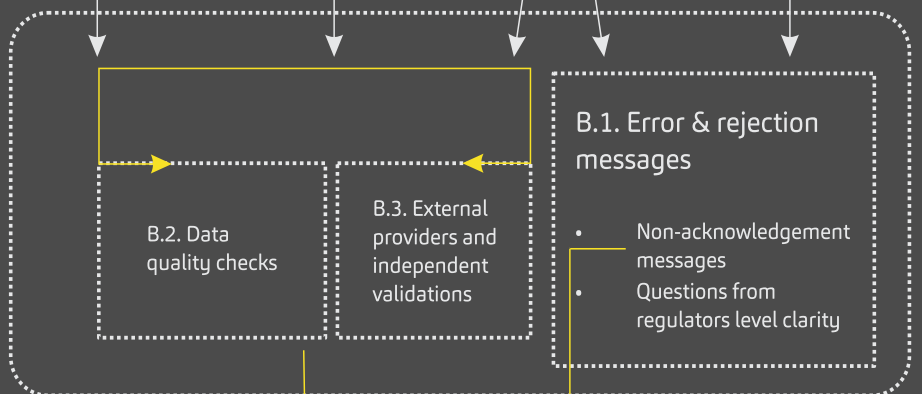 B.1. Error & rejection
messages
B.2. Data
quality checks
B.3. External
providers and
independent
validations
• Non-acknowledgement
messages
• Questions from
regulators level clarity